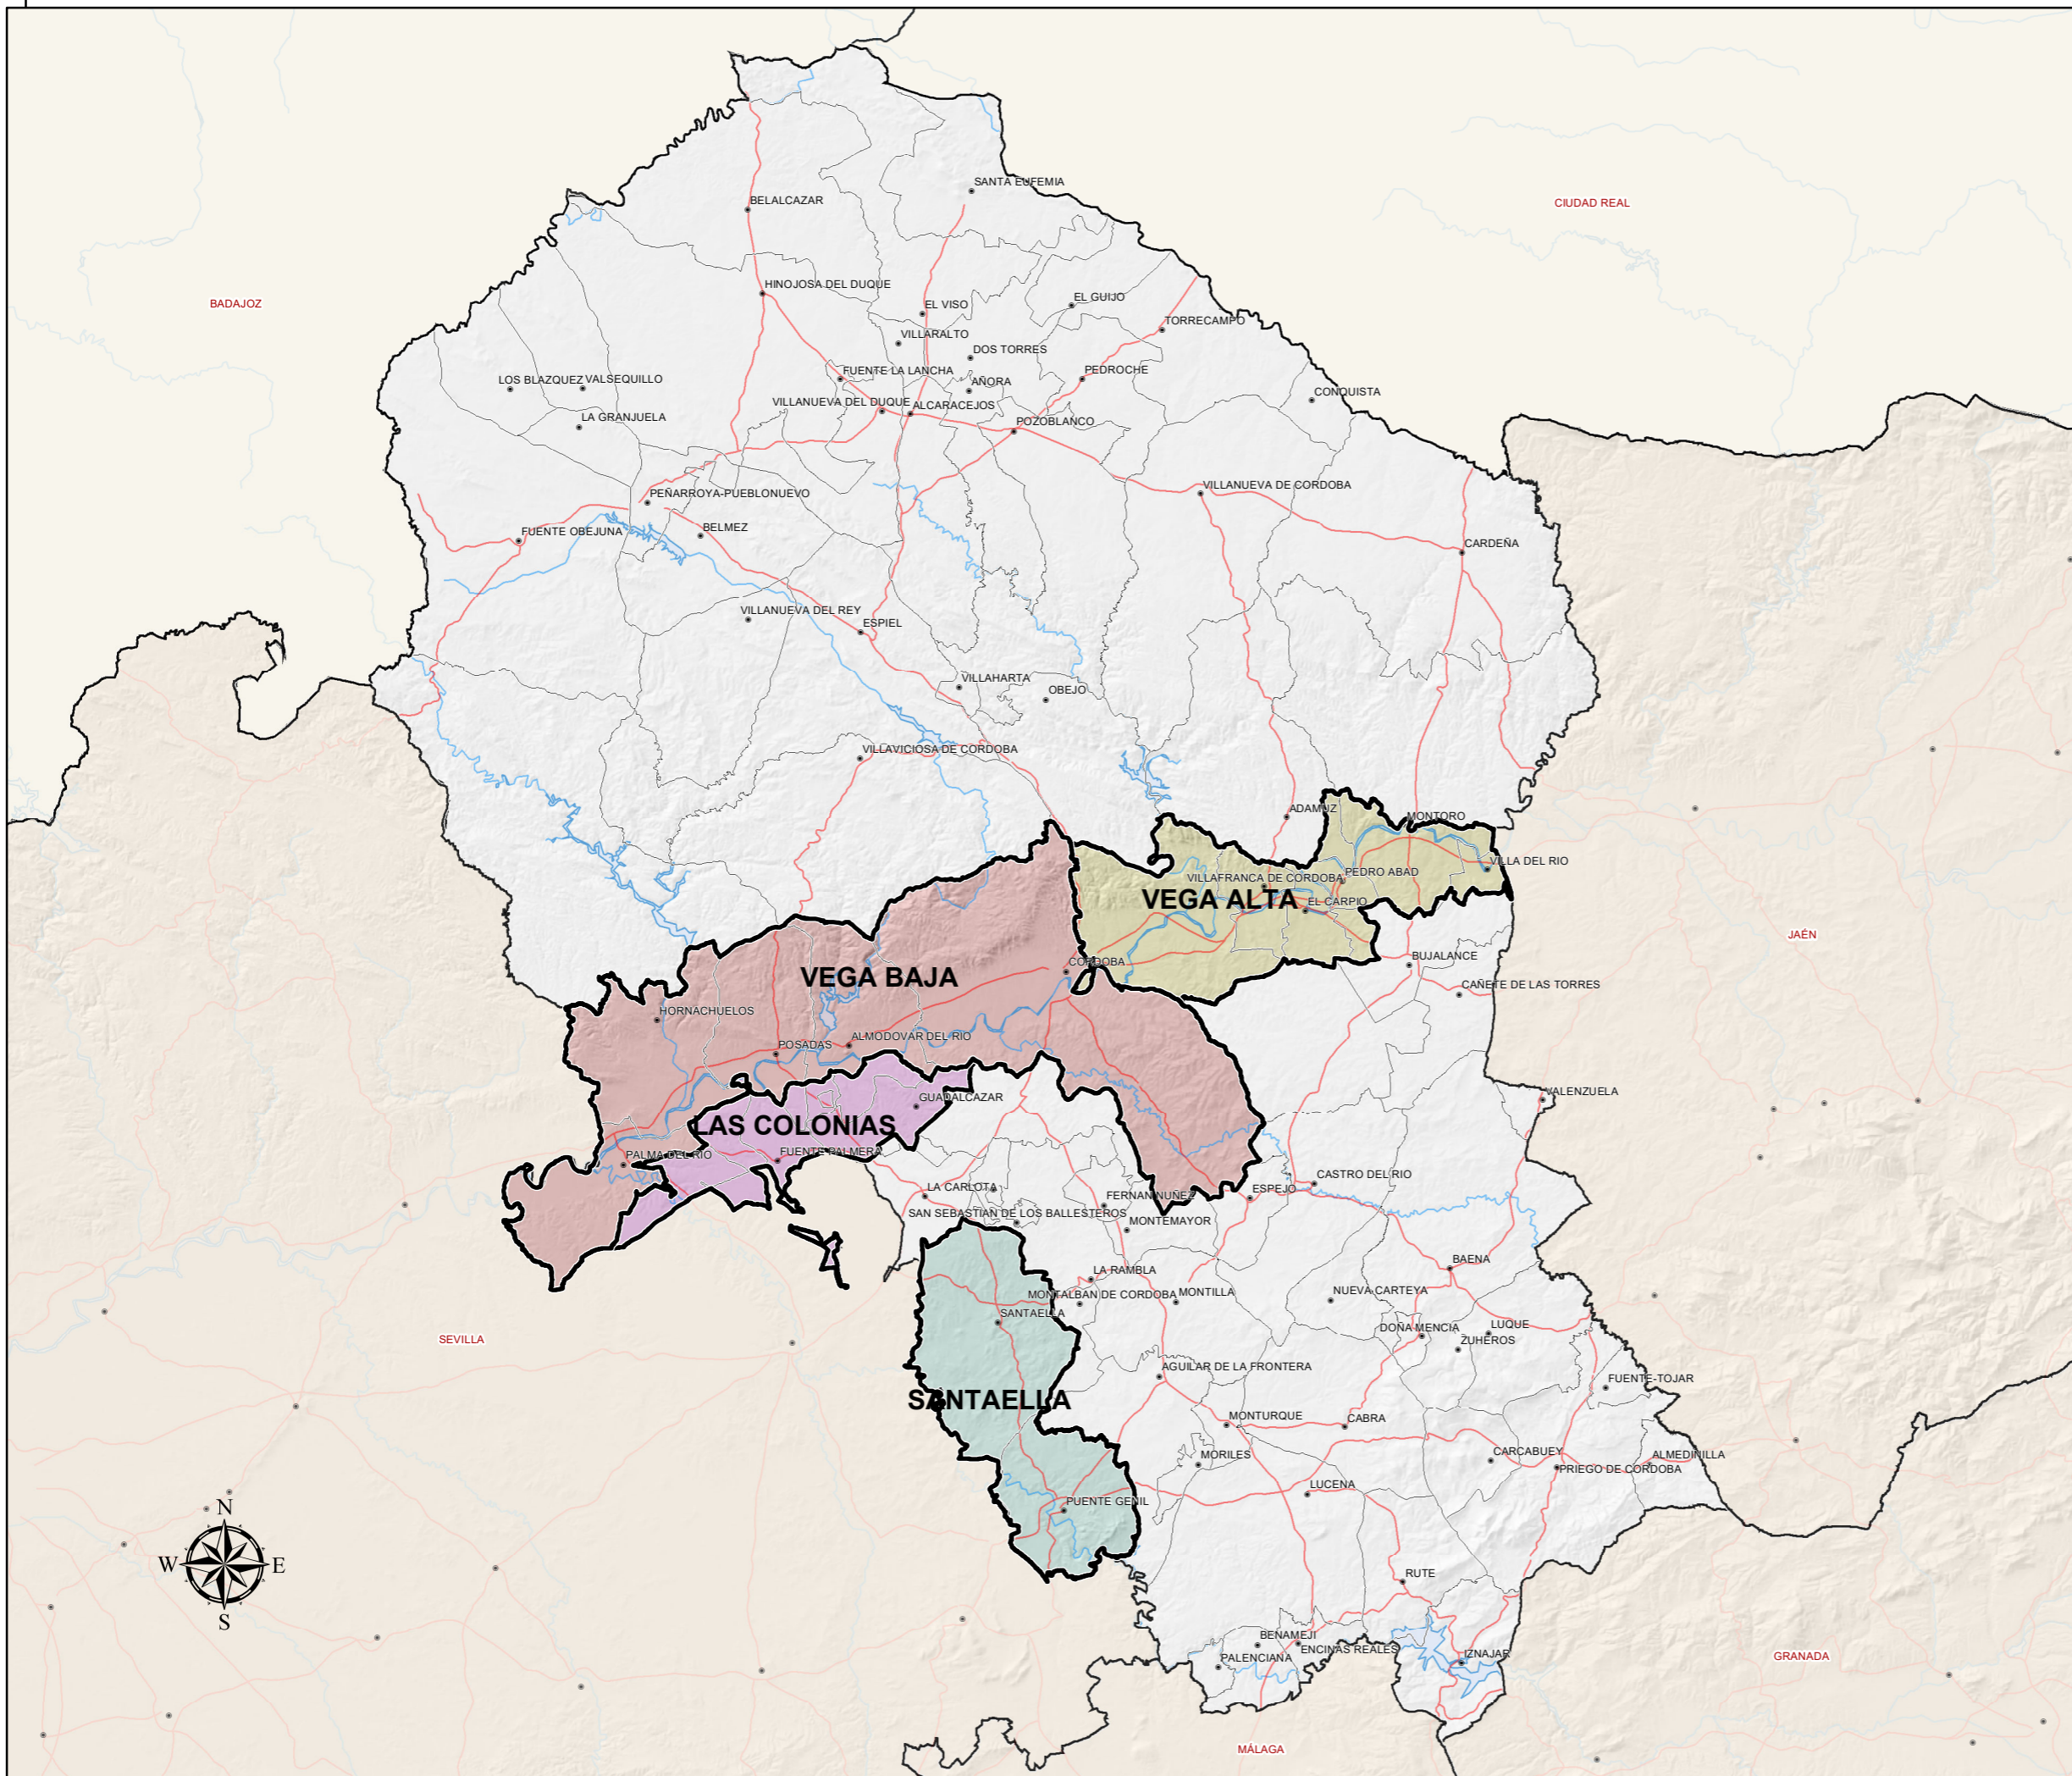 SANTA EUFEMIA
BELALCAZAR
CIUDAD REAL
HINOJOSA DEL DUQUE
BADAJOZ
EL GUIJO
EL VISO
TORRECAMPO
VILLARALTO
DOS TORRES
FUENTE LA LANCHA
PEDROCHE
LOS BLAZQUEZ
VALSEQUILLO
AÑORA
CONQUISTA
VILLANUEVA DEL DUQUE
ALCARACEJOS
LA GRANJUELA
POZOBLANCO
VILLANUEVA DE CORDOBA
PEÑARROYA-PUEBLONUEVO
BELMEZ
FUENTE OBEJUNA
CARDEÑA
VILLANUEVA DEL REY
ESPIEL
VILLAHARTA
OBEJO
VILLAVICIOSA DE CORDOBA
ADAMUZ
MONTORO
VILLA DEL RIO
PEDRO ABAD
VILLAFRANCA DE CORDOBA
VEGA ALTA
EL CARPIO
JAÉN
BUJALANCE
CORDOBA
VEGA BAJA
CAÑETE DE LAS TORRES
HORNACHUELOS
ALMODOVAR DEL RIO
POSADAS
VALENZUELA
GUADALCAZAR
LAS COLONIAS
FUENTE PALMERA
PALMA DEL RIO
CASTRO DEL RIO
ESPEJO
LA CARLOTA
FERNAN NUÑEZ
SAN SEBASTIAN DE LOS BALLESTEROS
MONTEMAYOR
BAENA
LA RAMBLA
MONTALBAN DE CORDOBA
MONTILLA
NUEVA CARTEYA
SANTAELLA
LUQUE
DOÑA MENCIA
SEVILLA
ZUHEROS
AGUILAR DE LA FRONTERA
FUENTE-TOJAR
SANTAELLA
MONTURQUE
CABRA
CARCABUEY
MORILES
ALMEDINILLA
PRIEGO DE CORDOBA
LUCENA
PUENTE GENIL
N
W
E
S
RUTE
BENAMEJI
ENCINAS REALES
PALENCIANA
IZNAJAR
GRANADA
MÁLAGA